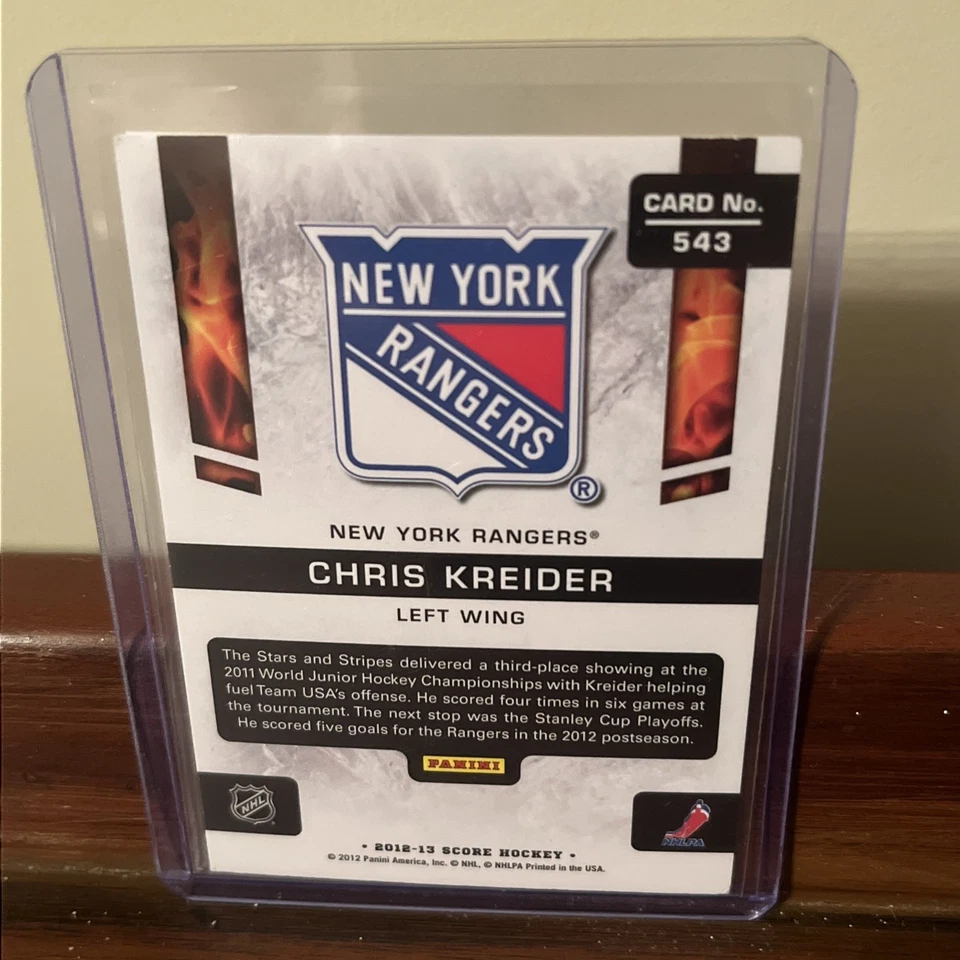 CARD No.
543
NEW YORK
RANGERS
®
NEW YORK RANGERS®
CHRIS KREIDER
LEFT WING
The Stars and Stripes delivered a third-place showing at the
2011 World Junior Hockey Championships with Kreider helping
fuel Team USA's offense. He scored four times in six games at
the tournament. The next stop was the Stanley Cup Playoffs.
He scored five goals for the Rangers in the 2012 postseason.
PANINI
NHL
NHLPA
• 2012-13 SCORE HOCKEY •
© 2012 Panini America, Inc. © NHL, © NHLPA Printed in the USA.